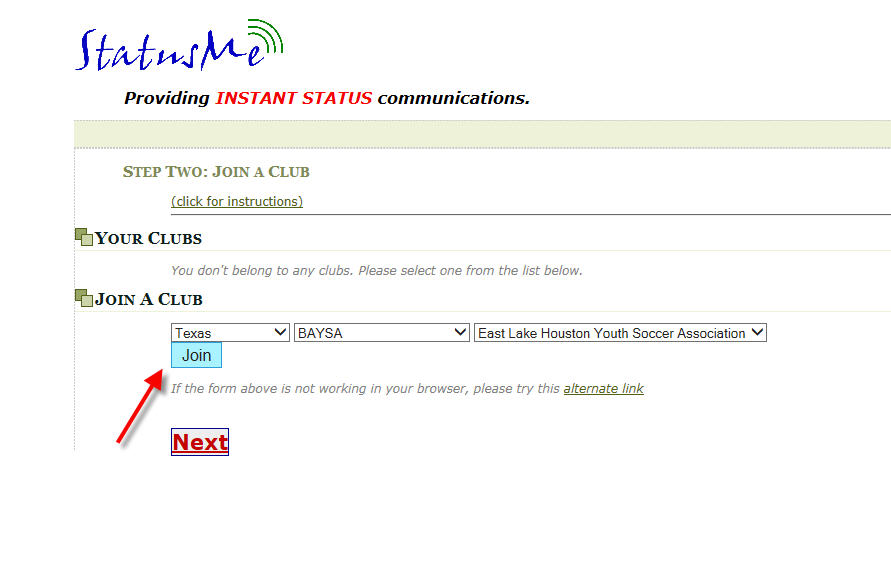 StatusMe
Providing INSTANT STATUS communications.
STEP TWO: JOIN A CLUB
(click for instructions)
YOUR CLUBS
You don't belong to any clubs. Please select one from the list below.
JOIN A CLUB
Texas BAYSA East Lake Houston Youth Soccer Association
Join
If the form above is not working in your browser, please try this alternate link
Next